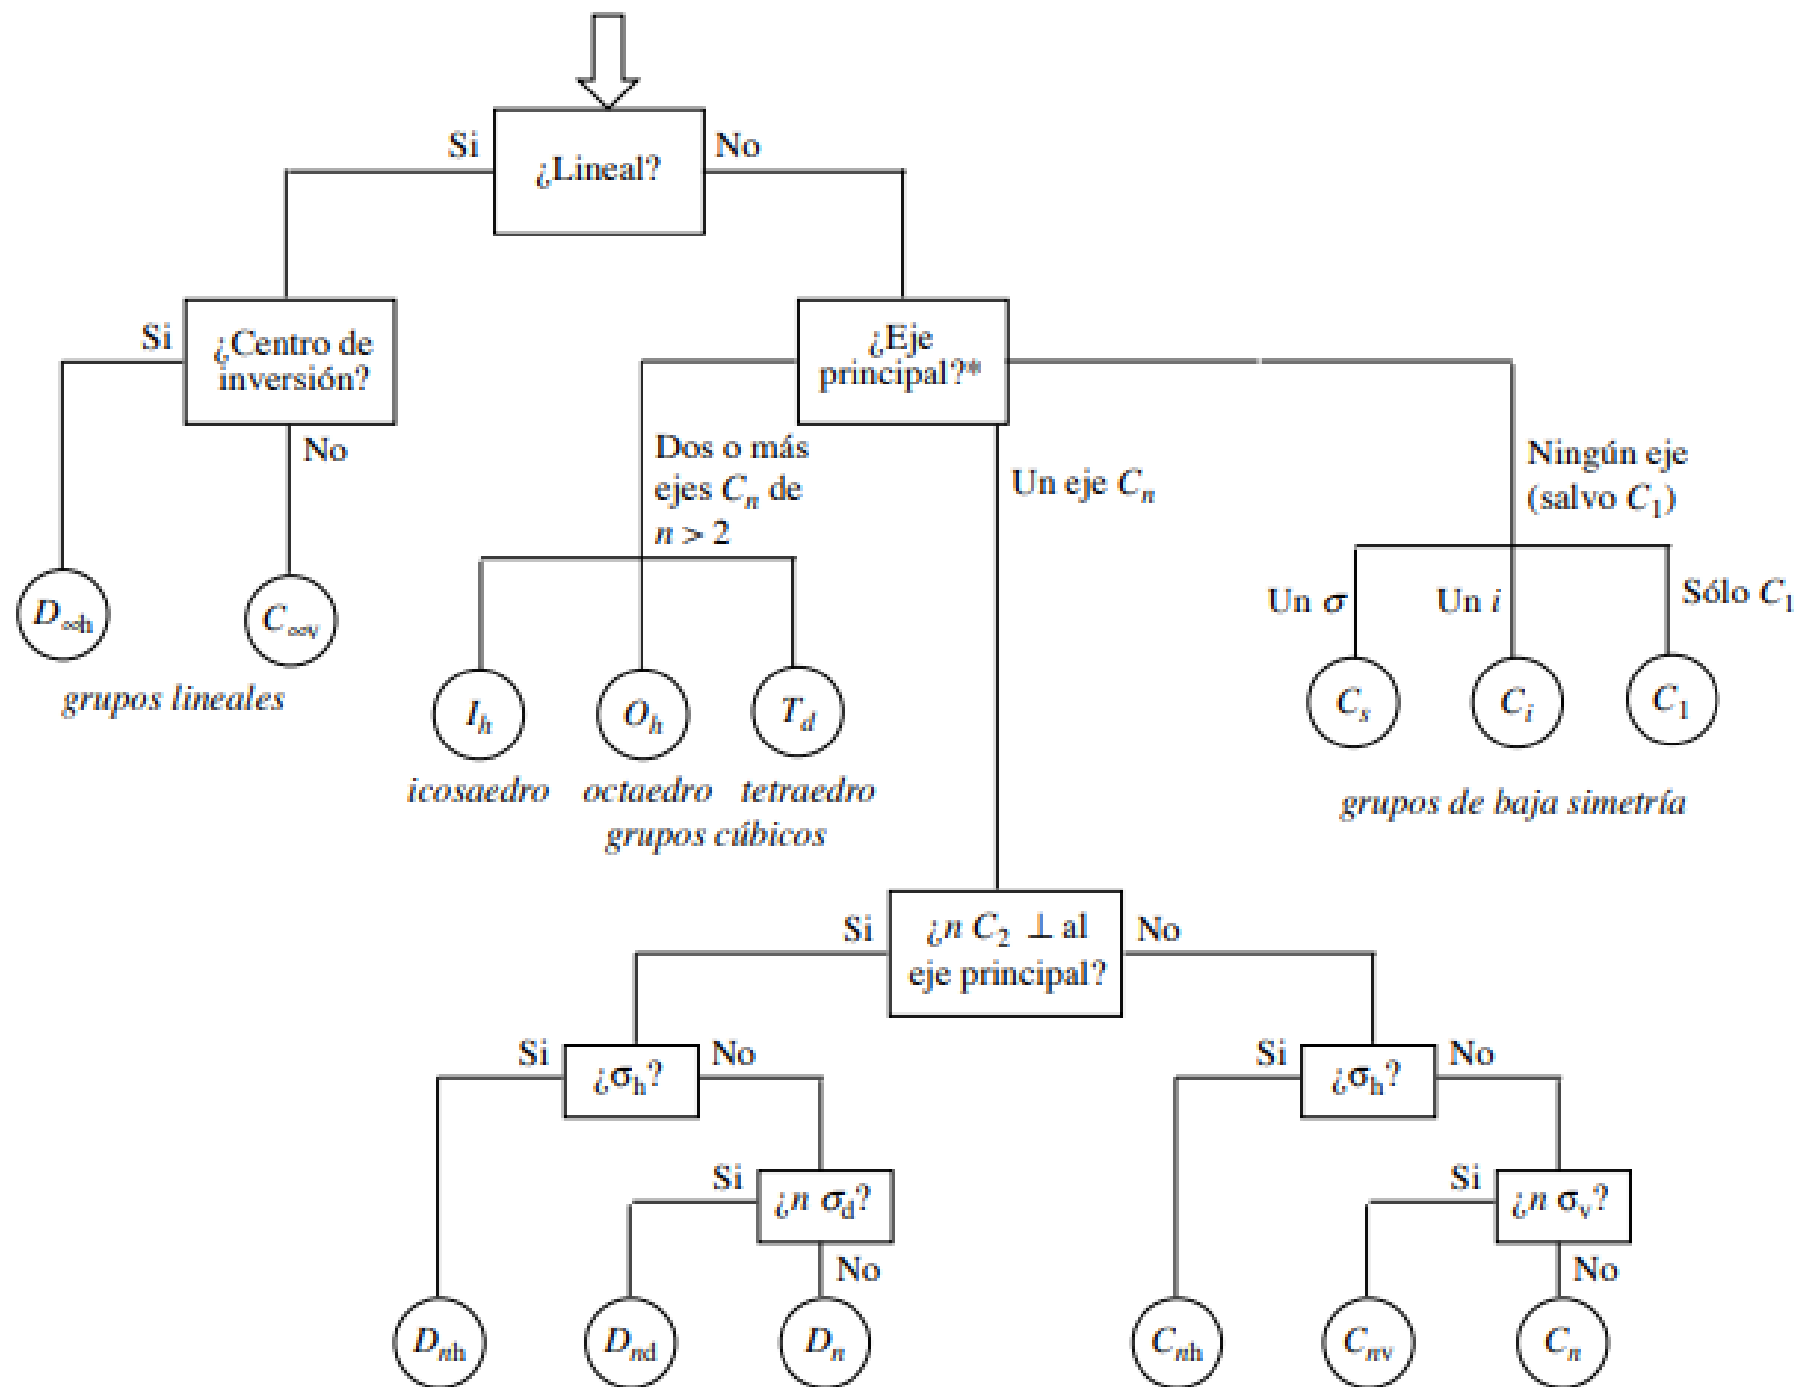 Si
No
¿Lineal?
Si
¿Centro de
inversión?
No
¿Eje
principal?*
Dos o más
ejes Cn de
n > 2
Un eje Cn
Ningún eje
(salvo C1)
Un σ
Un i
Sólo C1
D∞h
C∞v
grupos lineales
Ih
Oh
Td
icosaedro
octaedro
tetraedro
grupos cúbicos
Cs
Ci
C1
grupos de baja simetría
Si
¿n C2 ⊥ al
eje principal?
No
Si
¿σh?
No
Si
¿σh?
No
Si
¿n σd?
No
Si
¿n σv?
No
Dnh
Dnd
Dn
Cnh
Cnv
Cn